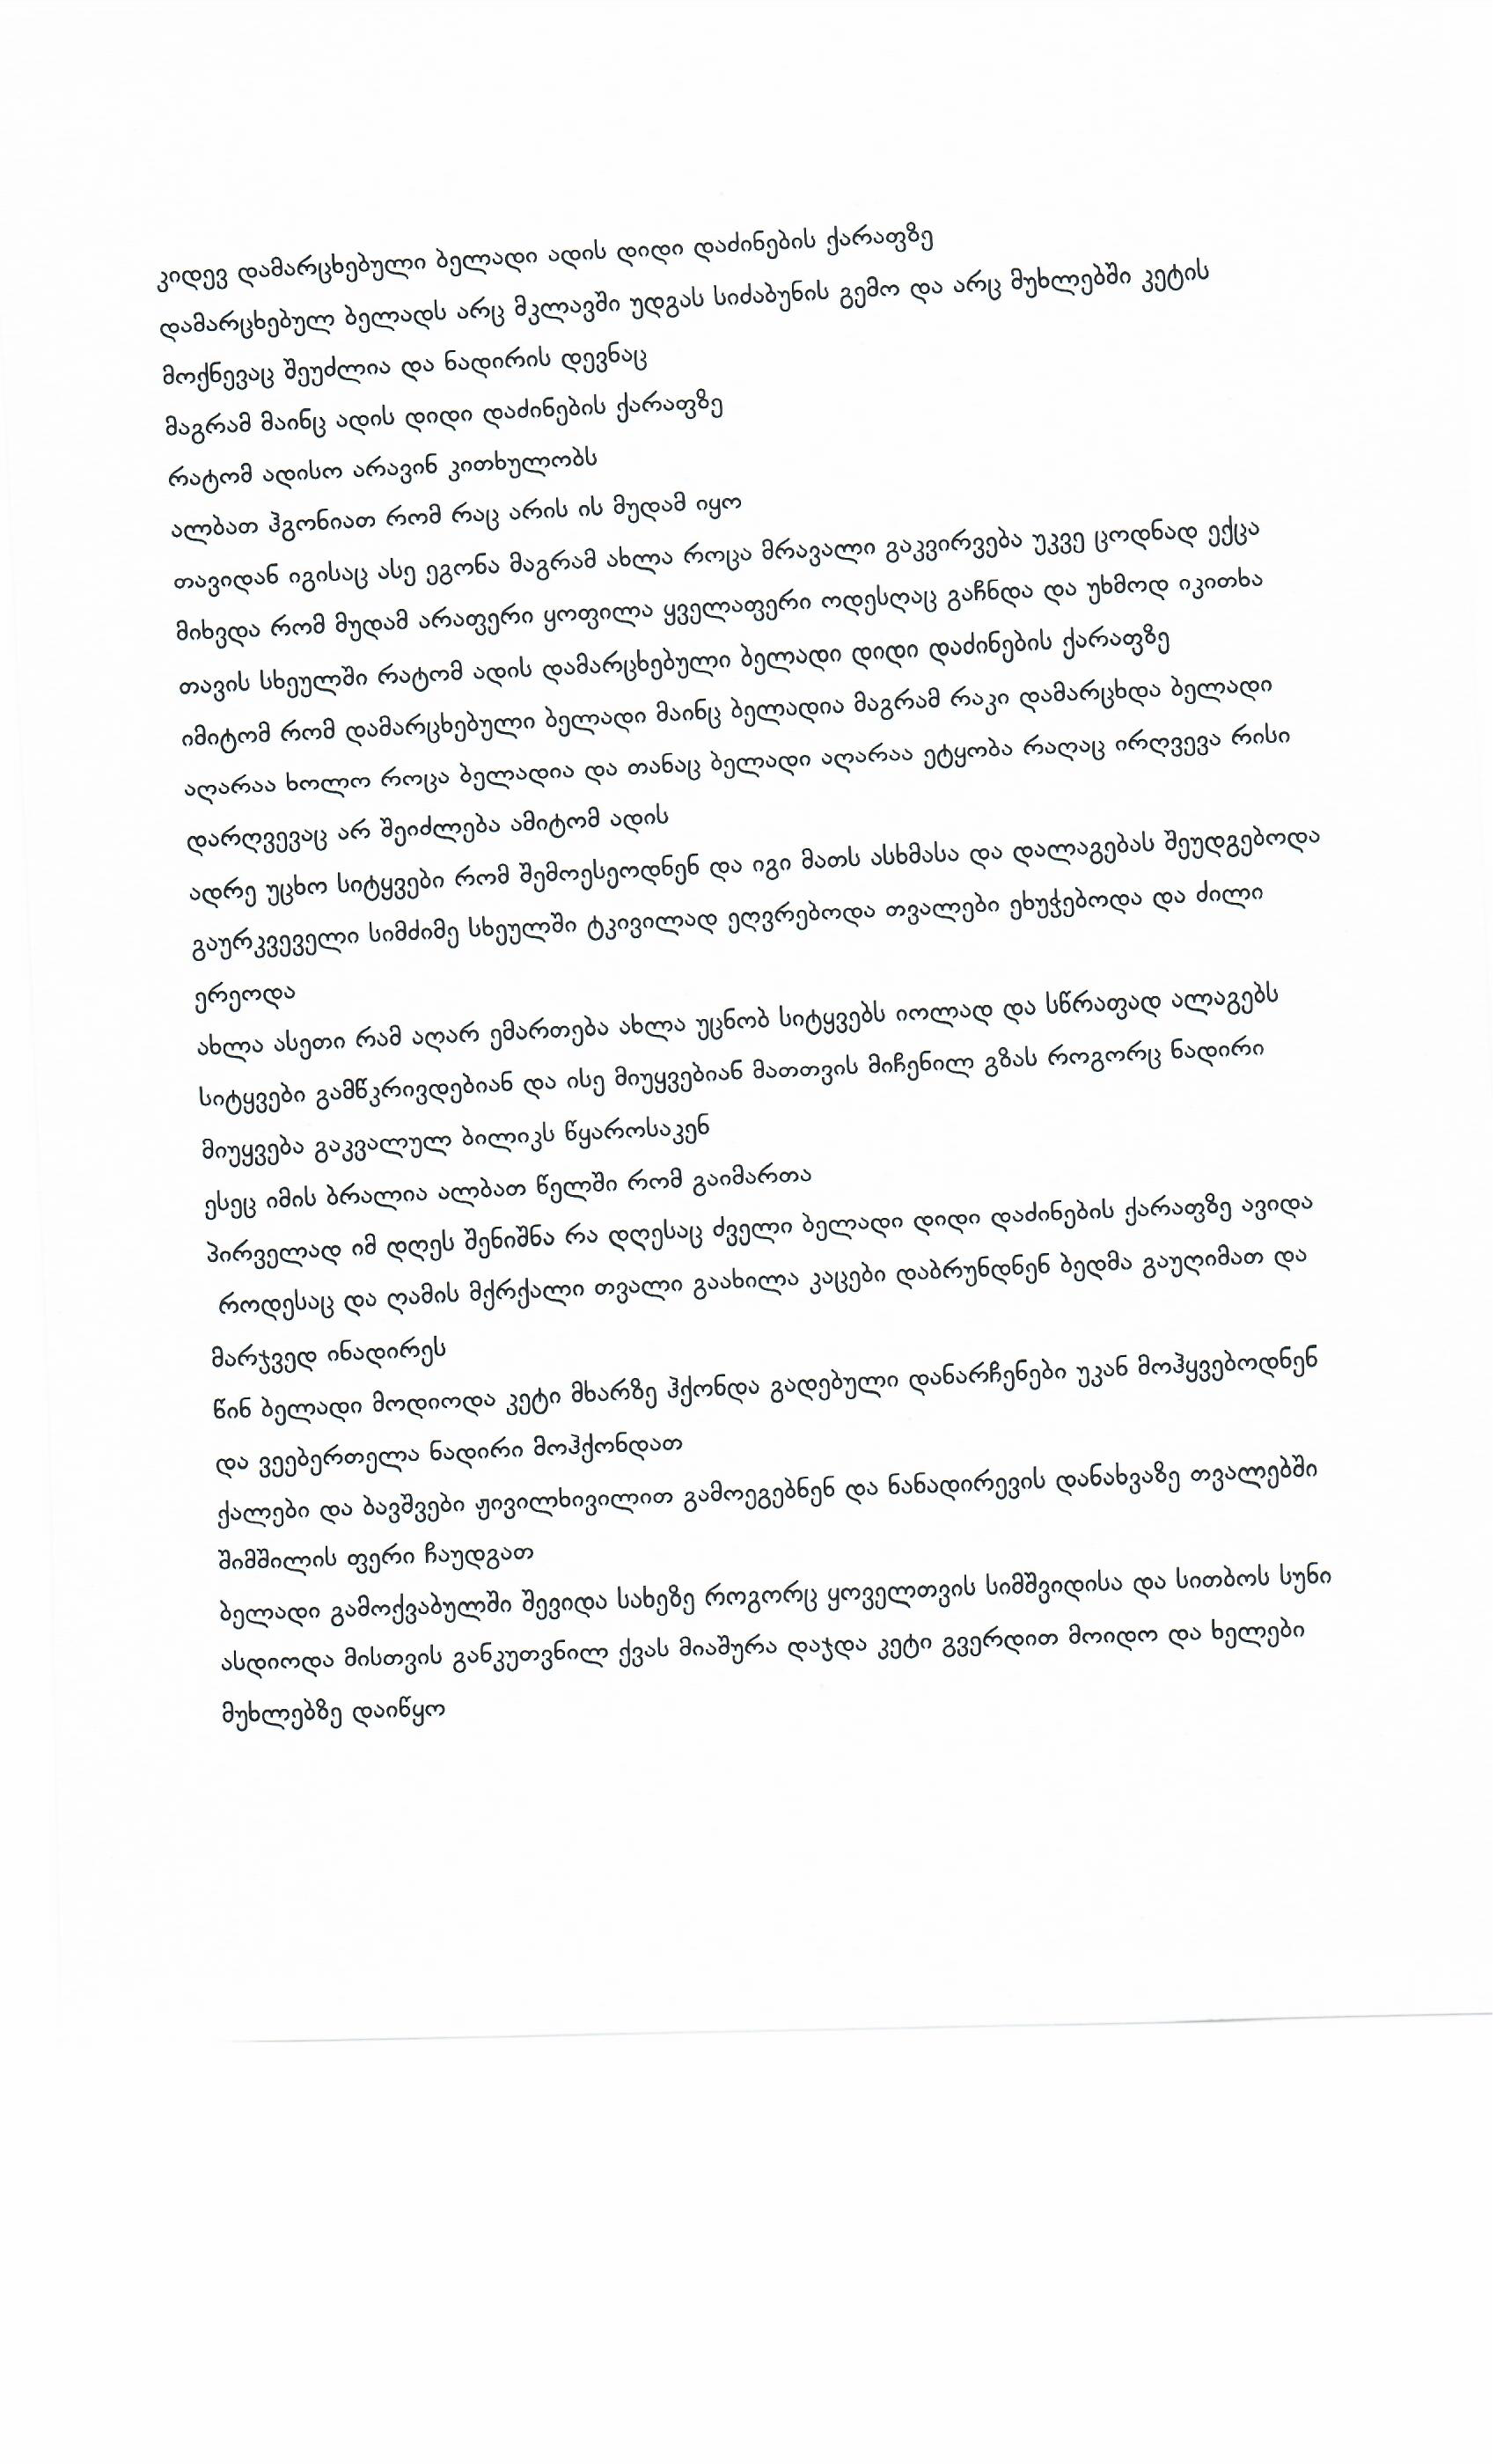 კიდევ დამარცხებული ბელადი ადის დიდი დაძინების ქარაფზე
დამარცხებულ ბელადს არც მკლავში უდგას სიძაბუნის გემო და არც მუხლებში კეტის
მოქნევაც შეუძლია და ნადირის დევნაც
მაგრამ მაინც ადის დიდი დაძინების ქარაფზე
რატომ ადისო არავინ კითხულობს
ალბათ ჰგონიათ რომ რაც არის ის მუდამ იყო
თავიდან იგისაც ასე ეგონა მაგრამ ახლა როცა მრავალი გაკვირვება უკვე ცოდნად ექცა
მიხვდა რომ მუდამ არაფერი ყოფილა ყველაფერი ოდესღაც გაჩნდა და უხმოდ იკითხა
თავის სხეულში რატომ ადის დამარცხებული ბელადი დიდი დაძინების ქარაფზე
იმიტომ რომ დამარცხებული ბელადი მაინც ბელადია მაგრამ რაკი დამარცხდა ბელადი
აღარაა ხოლო როცა ბელადია და თანაც ბელადი აღარაა ეტყობა რაღაც ირღვევა რისი
დარღვევაც არ შეიძლება ამიტომ ადის
ადრე უცხო სიტყვები რომ შემოესეოდნენ და იგი მათს ასხმასა და დალაგებას შეუდგებოდა
გაურკვეველი სიმძიმე სხეულში ტკივილად ეღვრებოდა თვალები ეხუჭებოდა და ძილი
ერეოდა
ახლა ასეთი რამ აღარ ემართება ახლა უცნობ სიტყვებს იოლად და სწრაფად ალაგებს
სიტყვები გამწკრივდებიან და ისე მიუყვებიან მათთვის მიჩენილ გზას როგორც ნადირი
მიუყვება გაკვალულ ბილიკს წყაროსაკენ
ესეც იმის ბრალია ალბათ წელში რომ გაიმართა
პირველად იმ დღეს შენიშნა რა დღესაც ძველი ბელადი დიდი დაძინების ქარაფზე ავიდა
როდესაც და ღამის მქრქალი თვალი გაახილა კაცები დაბრუნდნენ ბედმა გაუღიმათ და
მარჯვედ ინადირეს
წინ ბელადი მოდიოდა კეტი მხარზე ჰქონდა გადებული დანარჩენები უკან მოჰყვებოდნენ
და ვეებერთელა ნადირი მოჰქონდათ
ქალები და ბავშვები ჟივილხივილით გამოეგებნენ და ნანადირევის დანახვაზე თვალებში
შიმშილის ფერი ჩაუდგათ
ბელადი გამოქვაბულში შევიდა სახეზე როგორც ყოველთვის სიმშვიდისა და სითბოს სუნი
ასდიოდა მისთვის განკუთვნილ ქვას მიაშურა დაჯდა კეტი გვერდით მოიდო და ხელები
მუხლებზე დაიწყო